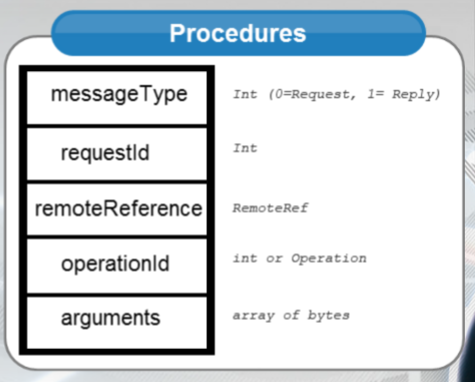 Procedures
messageType Int (0=Request, 1= Reply)
requestId Int
remoteReference RemoteRef
operationId int or Operation
arguments array of bytes